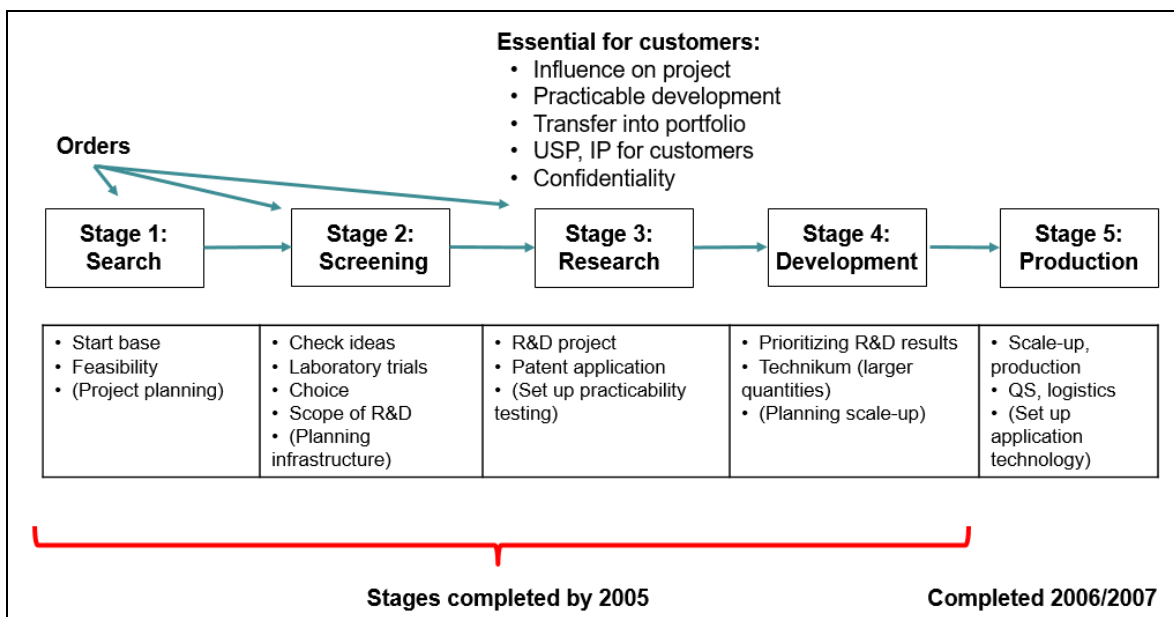 Essential for customers:
• Influence on project
• Practicable development
• Transfer into portfolio
• USP, IP for customers
• Confidentiality
Orders
Stage 1:
Search
Stage 2:
Screening
Stage 3:
Research
Stage 4:
Development
Stage 5:
Production
• Start base
• Feasibility
• (Project planning)
• Check ideas
• Laboratory trials
• Choice
• Scope of R&D
• (Planning
infrastructure)
• R&D project
• Patent application
• (Set up practicability
testing)
• Prioritizing R&D results
• Technikum (larger
quantities)
• (Planning scale-up)
• Scale-up,
production
• QS, logistics
• (Set up
application
technology)
Stages completed by 2005
Completed 2006/2007